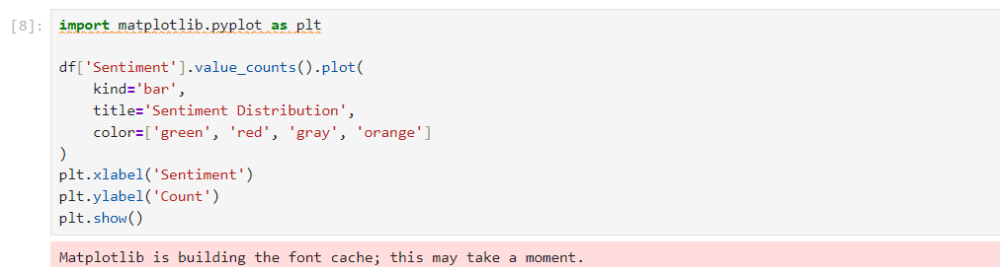 [8]:
import matplotlib.pyplot as plt
df['Sentiment'].value_counts().plot(
    kind='bar',
    title='Sentiment Distribution',
    color=['green', 'red', 'gray', 'orange']
)
plt.xlabel('Sentiment')
plt.ylabel('Count')
plt.show()
Matplotlib is building the font cache; this may take a moment.